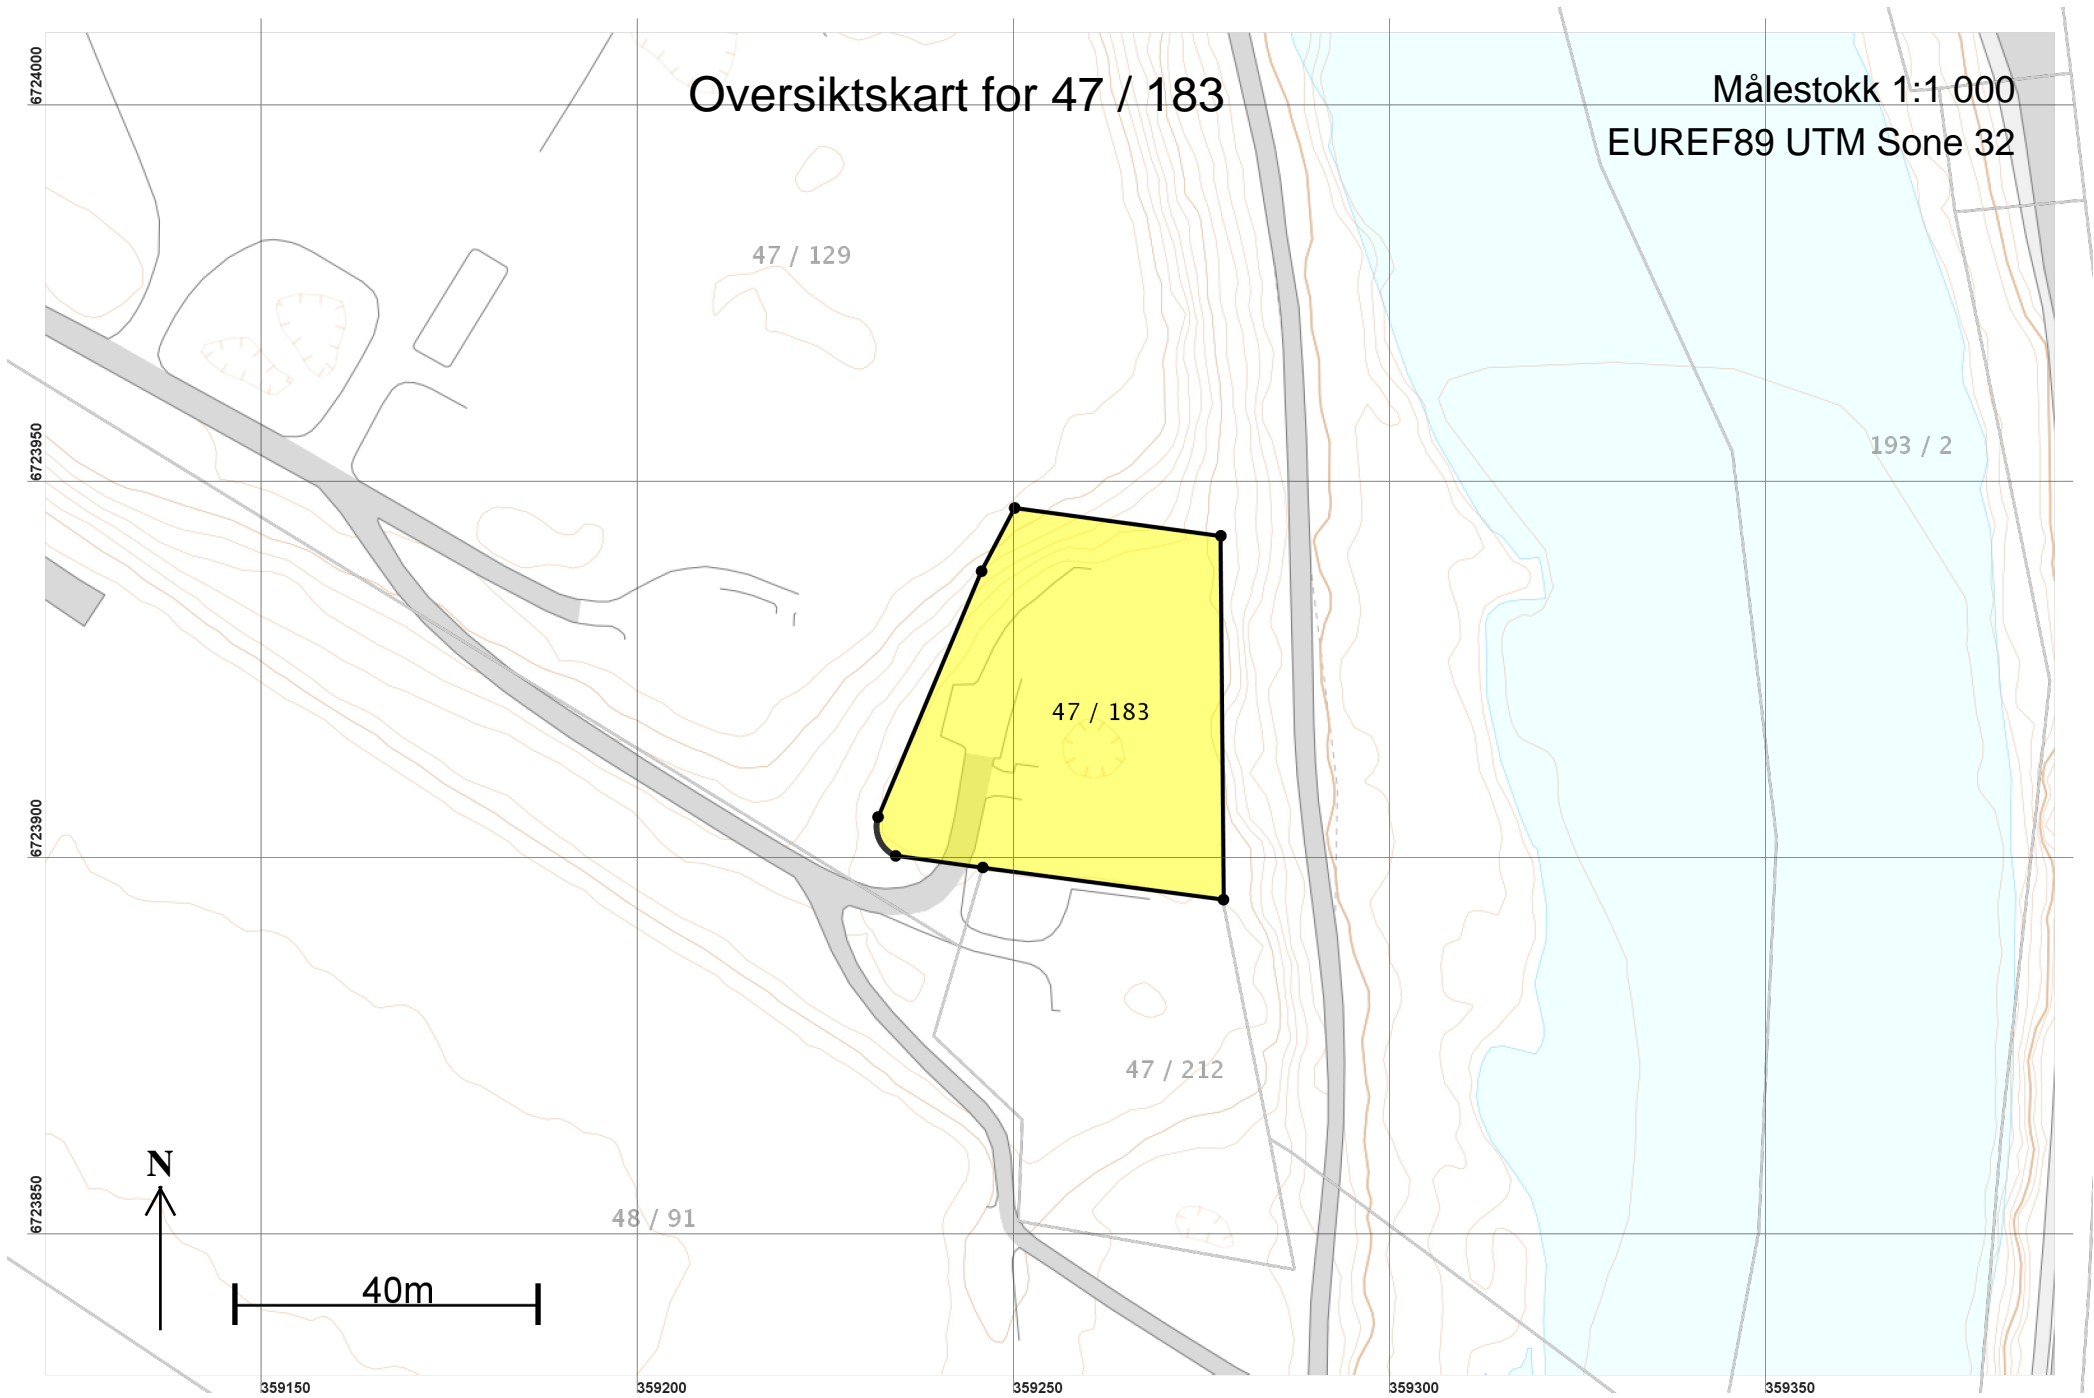 Oversiktskart for 47 / 183
Målestokk 1:1 000
EUREF89 UTM Sone 32
6724000
47 / 129
193 / 2
6723950
47 / 183
6723900
47 / 212
N
6723850
48 / 91
40m
359150
359200
359250
359300
359350